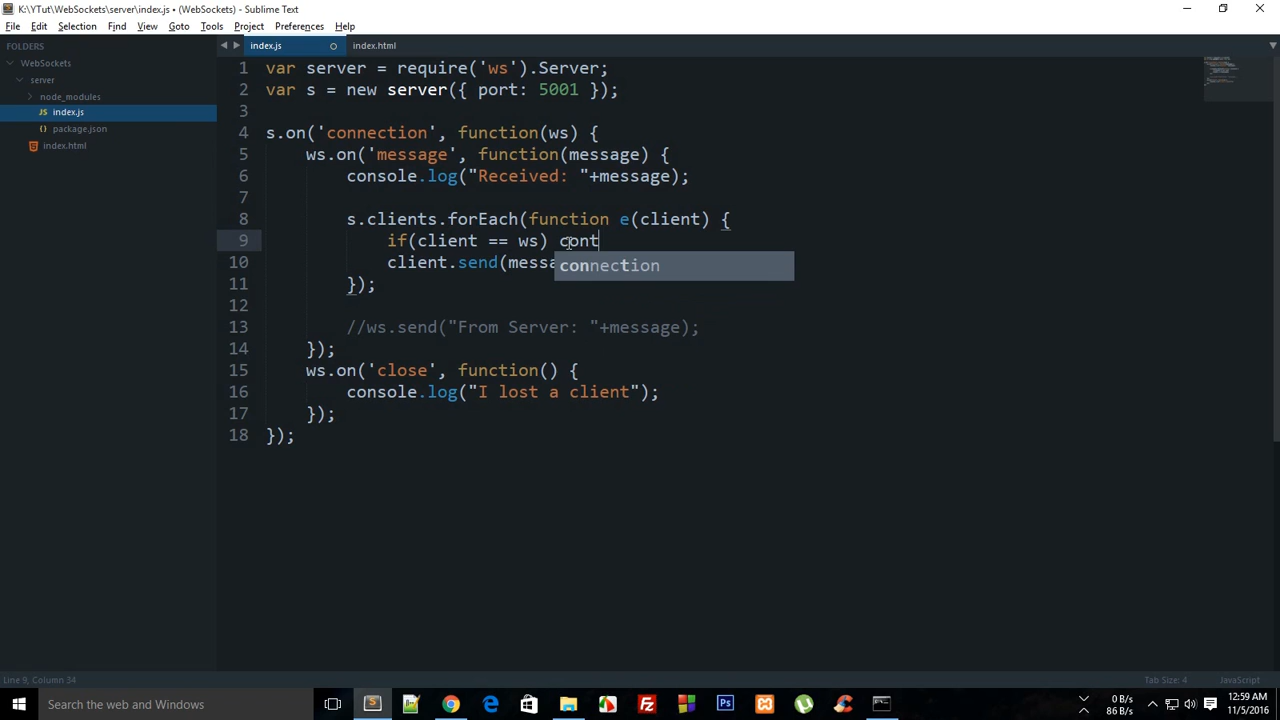 K:\YTut\WebSockets\server\index.js • (WebSockets) - Sublime Text
File Edit Selection Find View Goto Tools Project Preferences Help
FOLDERS
WebSockets
server
node_modules
index.js
package.json
index.html
index.js index.html
1 var server = require('ws').Server;
2 var s = new server({ port: 5001 });
3
4 s.on('connection', function(ws) {
5 ws.on('message', function(message) {
6 console.log("Received: "+message);
7
8 s.clients.forEach(function e(client) {
9 if(client == ws) cont
connection
10 client.send(messa
11 });
12
13 //ws.send("From Server: "+message);
14 });
15 ws.on('close', function() {
16 console.log("I lost a client");
17 });
18 });
Line 9, Column 34 Tab Size: 4 JavaScript
Search the web and Windows
0 B/s
86 B/s
12:59 AM
11/5/2016